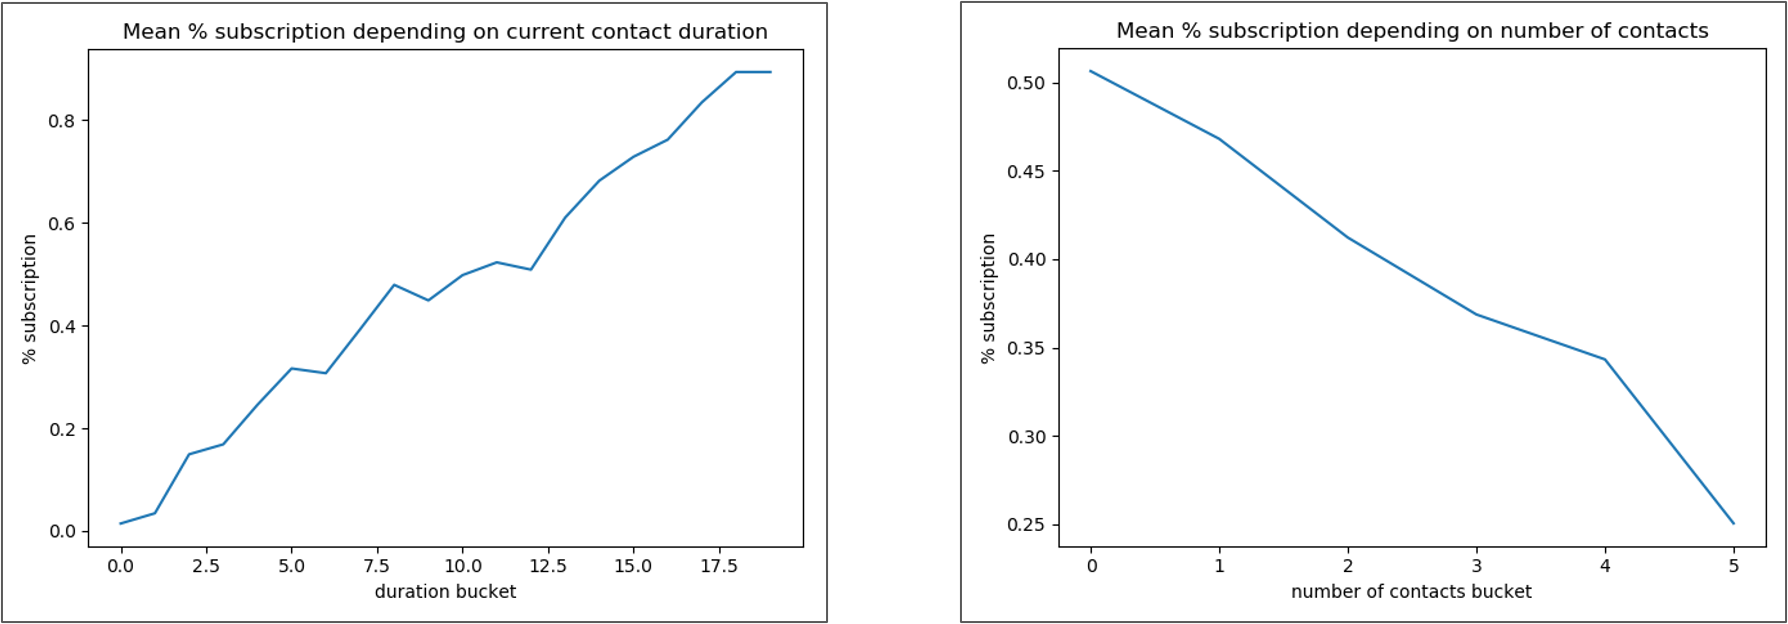 Mean % subscription depending on current contact duration
% subscription
0.8
0.6
0.4
0.2
0.0
0.0 2.5 5.0 7.5 10.0 12.5 15.0 17.5
duration bucket
Mean % subscription depending on number of contacts
% subscription
0.50
0.45
0.40
0.35
0.30
0.25
0 1 2 3 4 5
number of contacts bucket